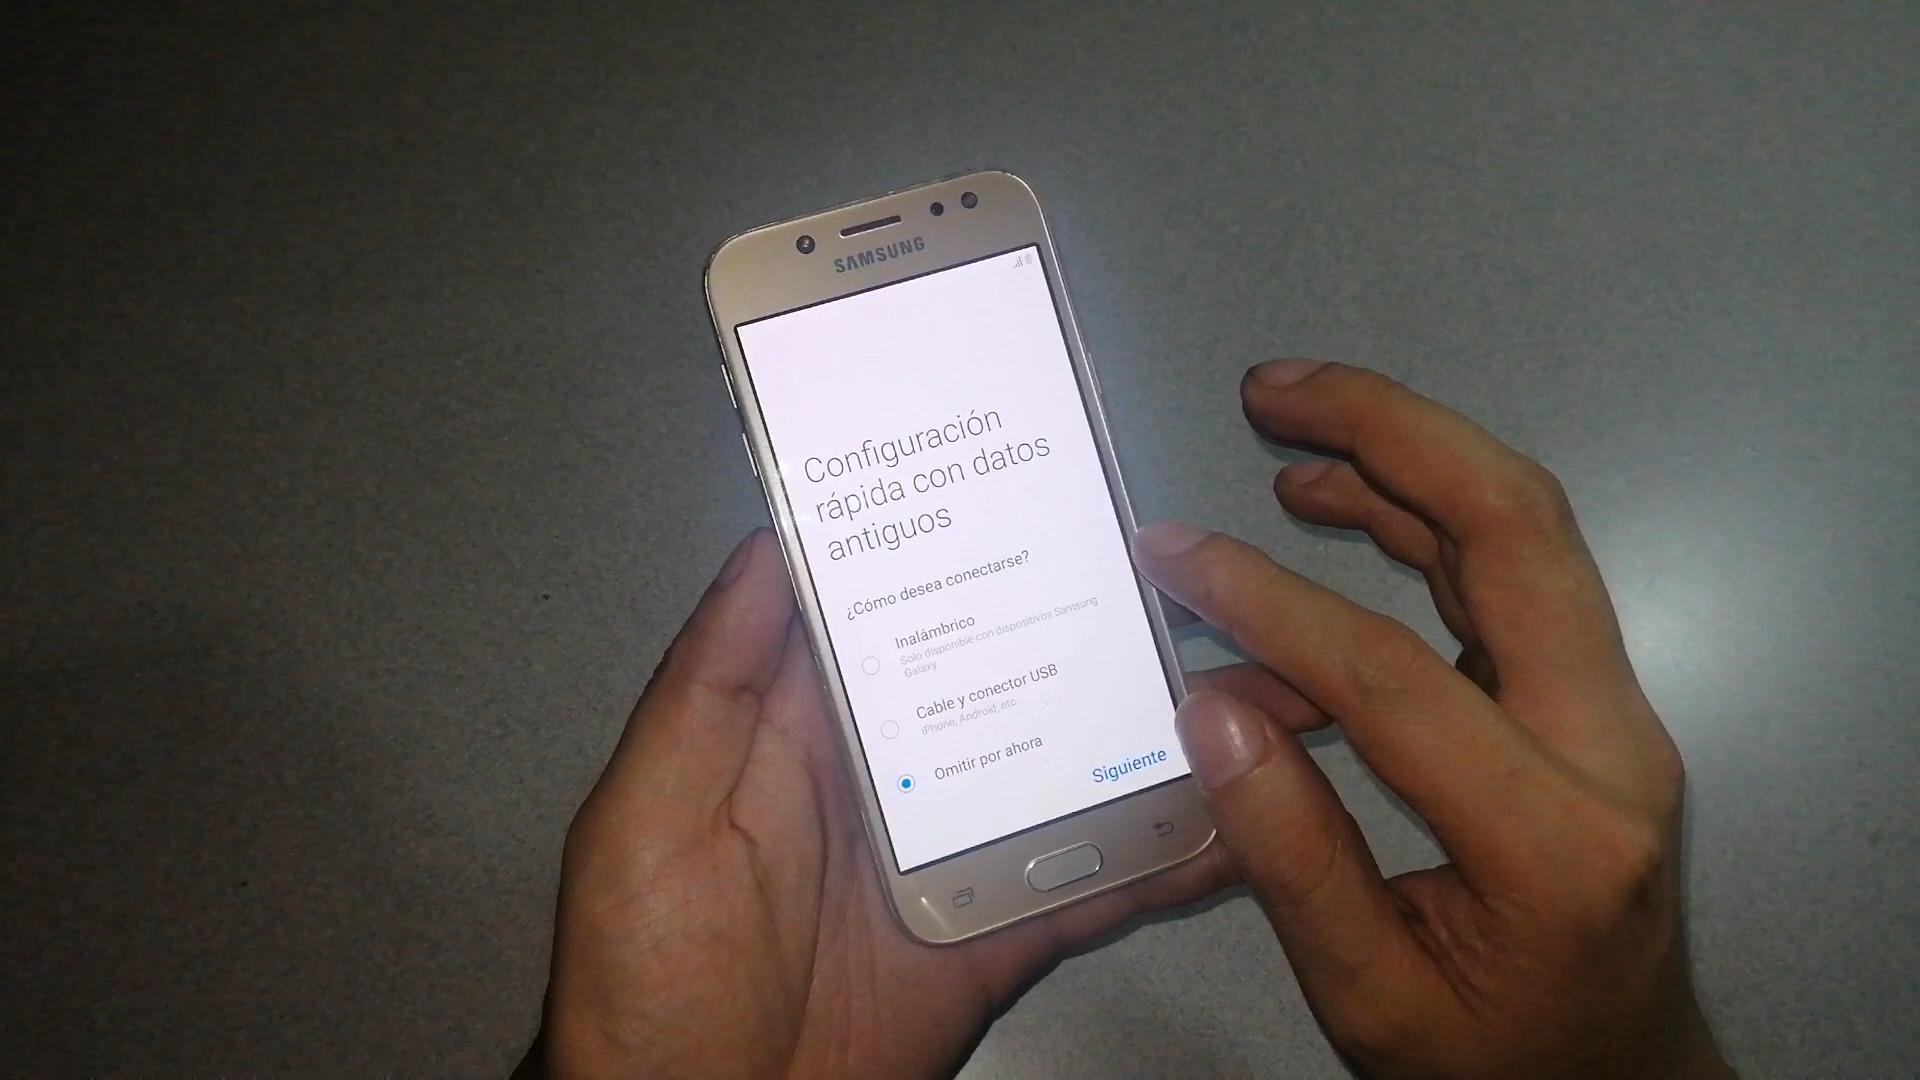 SAMSUNG
Configuración
rápida con datos
antiguos
¿Cómo desea conectarse?
Inalámbrico
Solo disponible con dispositivos Samsung
Galaxy
Cable y conector USB
iPhone, Android, etc.
Omitir por ahora
Siguiente